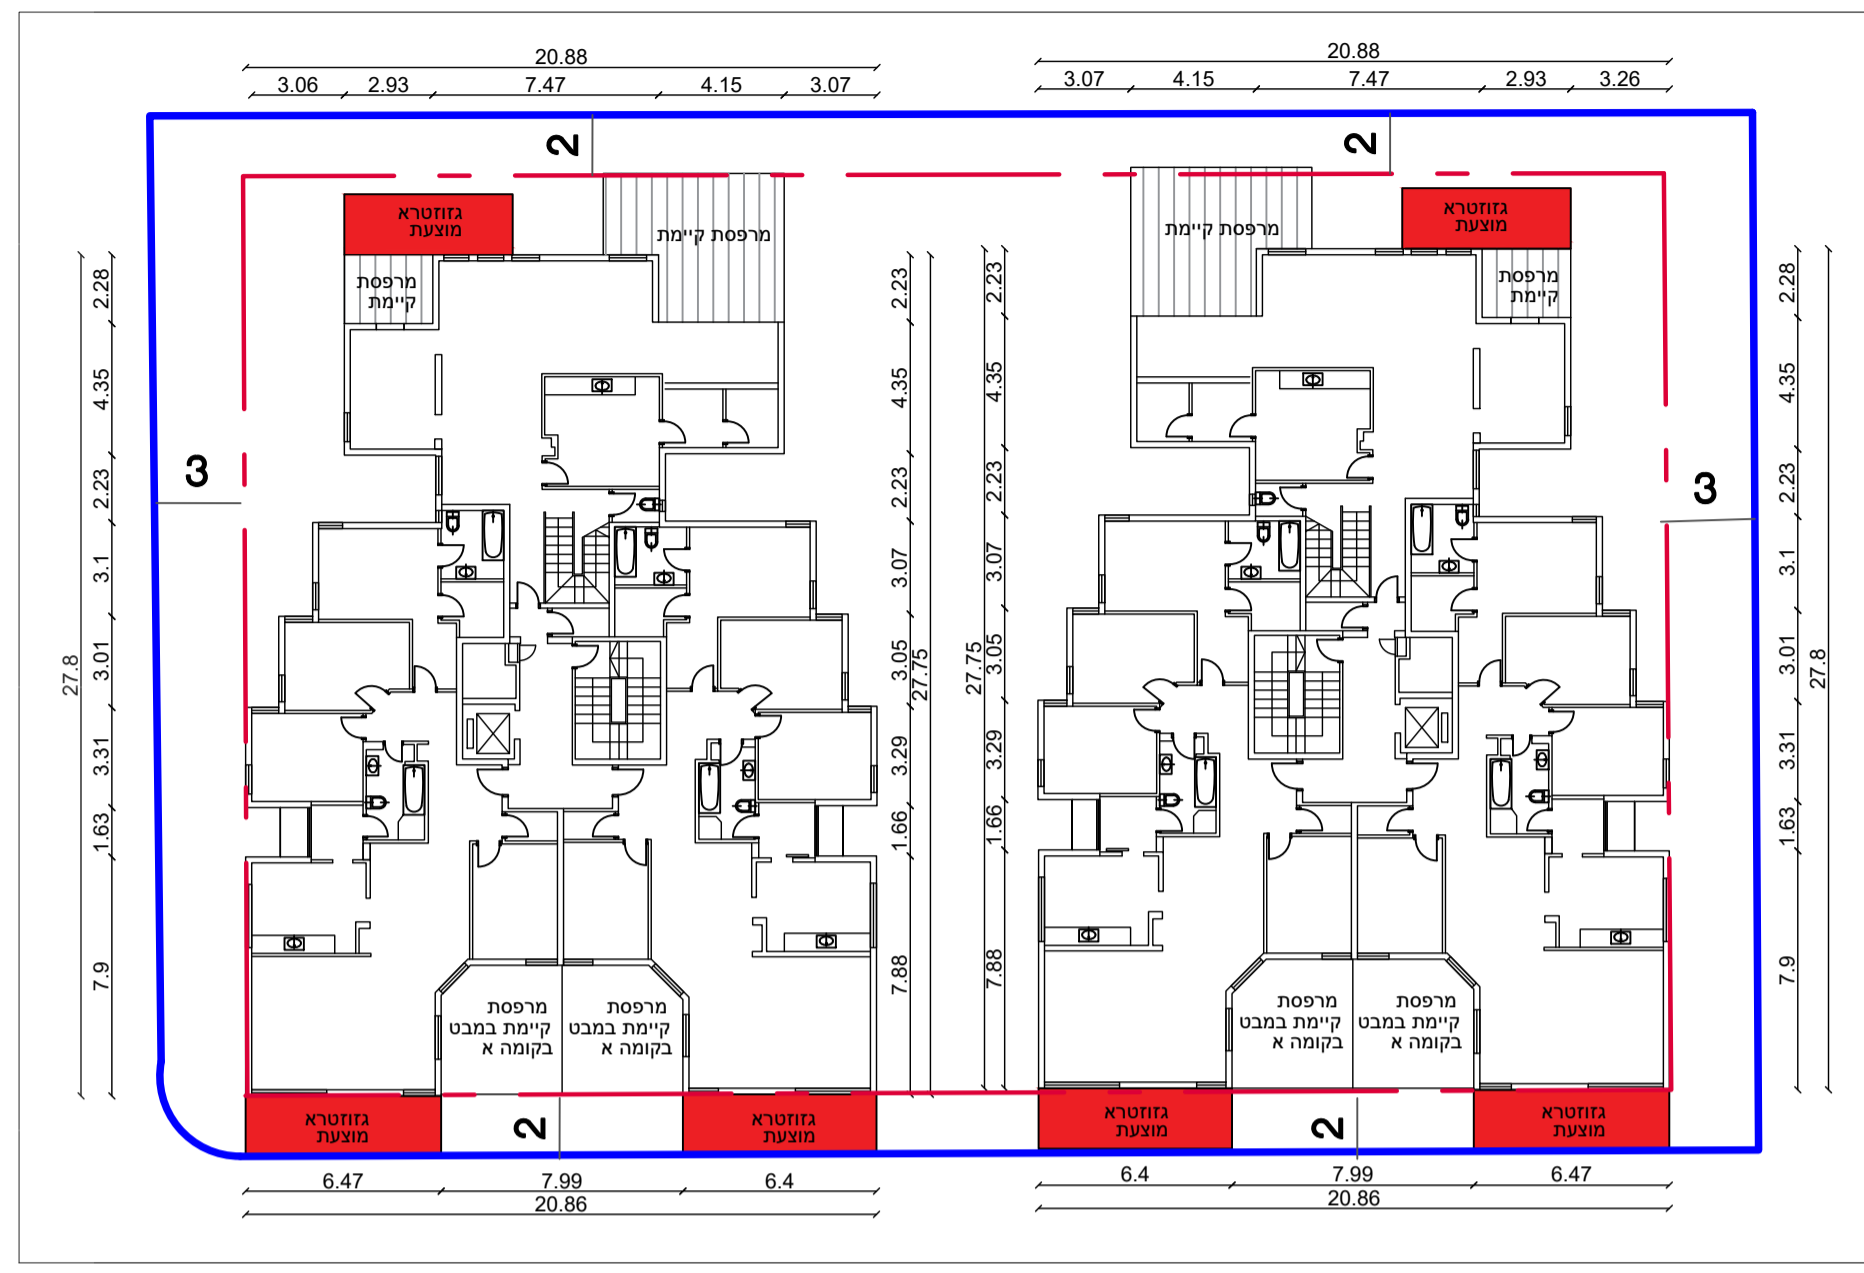 20.88
3.06 2.93 7.47 4.15 3.07
20.88
3.07 4.15 7.47 2.93 3.26
2
2
גזוזטרא
מוצעת
מרפסת קיימת
מרפסת
קיימת
מרפסת קיימת
גזוזטרא
מוצעת
מרפסת
קיימת
3
3
27.8
2.28
4.35
2.23
3.11
3.01
3.31
1.63
7.9
2.23
4.35
2.23
3.07
3.05
3.29
1.66
7.88
27.75
27.75
2.23
4.35
2.23
3.07
3.05
3.29
1.66
7.88
2.28
4.35
2.23
3.11
3.01
3.31
1.63
7.9
27.8
מרפסת
קיימת במבט
בקומה א
מרפסת
קיימת במבט
בקומה א
מרפסת
קיימת במבט
בקומה א
מרפסת
קיימת במבט
בקומה א
גזוזטרא
מוצעת
2
גזוזטרא
מוצעת
גזוזטרא
מוצעת
2
גזוזטרא
מוצעת
6.47 7.99 6.4
20.86
6.4 7.99 6.47
20.86